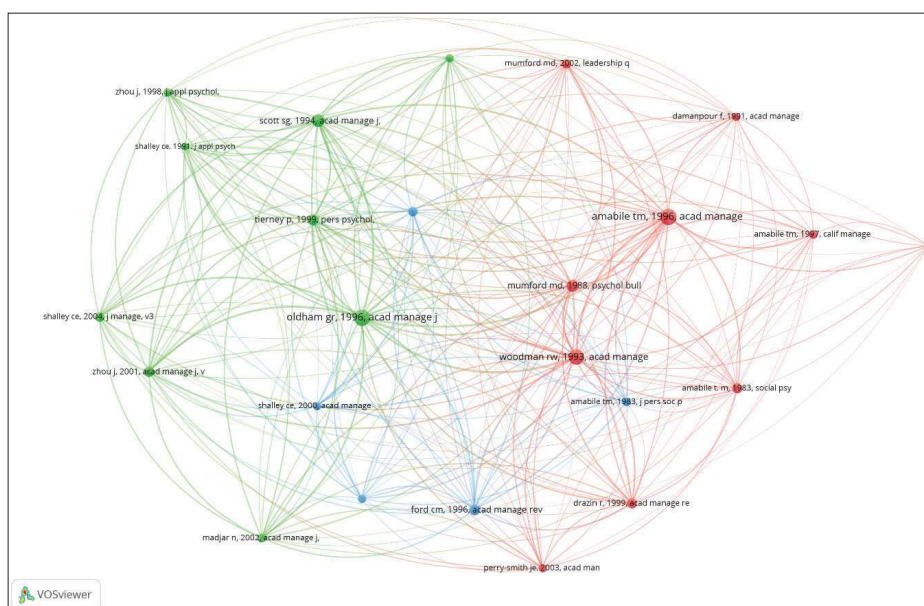 mumford md, 2002, leadership q
zhou j, 1998, j appl psychol,
damanpour f, 1991, acad manage
scott sg, 1994, acad manage j,
shalley ce, 1991, j appl psych
amabile tm, 1996, acad manage
tierney p, 1999, pers psychol,
amabile tm, 1997, calif manage
mumford md, 1988, psychol bull
shalley ce, 2004, j manage, v3
oldham gr, 1996, acad manage j
woodman rw, 1993, acad manage
zhou j, 2001, acad manage j, v
amabile t. m, 1983, social psy
amabile tm, 1983, j pers soc p
shalley ce, 2000, acad manage
drazin r, 1999, acad manage re
ford cm, 1996, acad manage rev
madjar n, 2002, acad manage j,
perry-smith je, 2003, acad man
VOSviewer